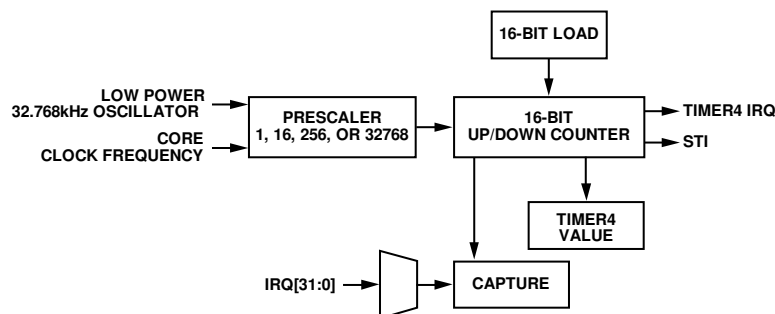 16-BIT LOAD
LOW POWER
32.768kHz OSCILLATOR
CORE
CLOCK FREQUENCY
PRESCALER
1, 16, 256, OR 32768
16-BIT
UP/DOWN COUNTER
TIMER4 IRQ
STI
TIMER4
VALUE
IRQ[31:0]
CAPTURE